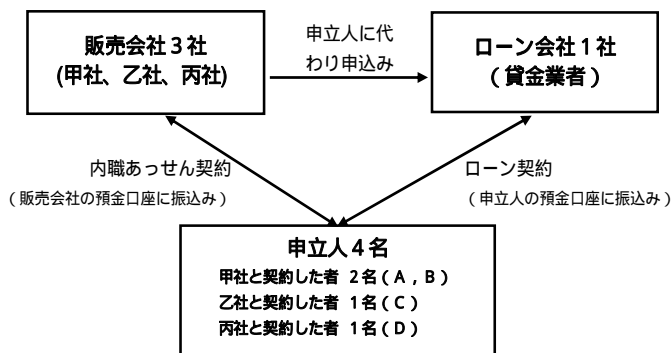 販売会社３社
(甲社、乙社、丙社)
申立人に代
わり申込み
ローン会社１社
（貸金業者）
内職あっせん契約
（販売会社の預金口座に振込み）
ローン契約
（申立人の預金口座に振込み）
申立人４名
甲社と契約した者 ２名（Ａ，Ｂ）
乙社と契約した者 １名（Ｃ）
丙社と契約した者 １名（Ｄ）